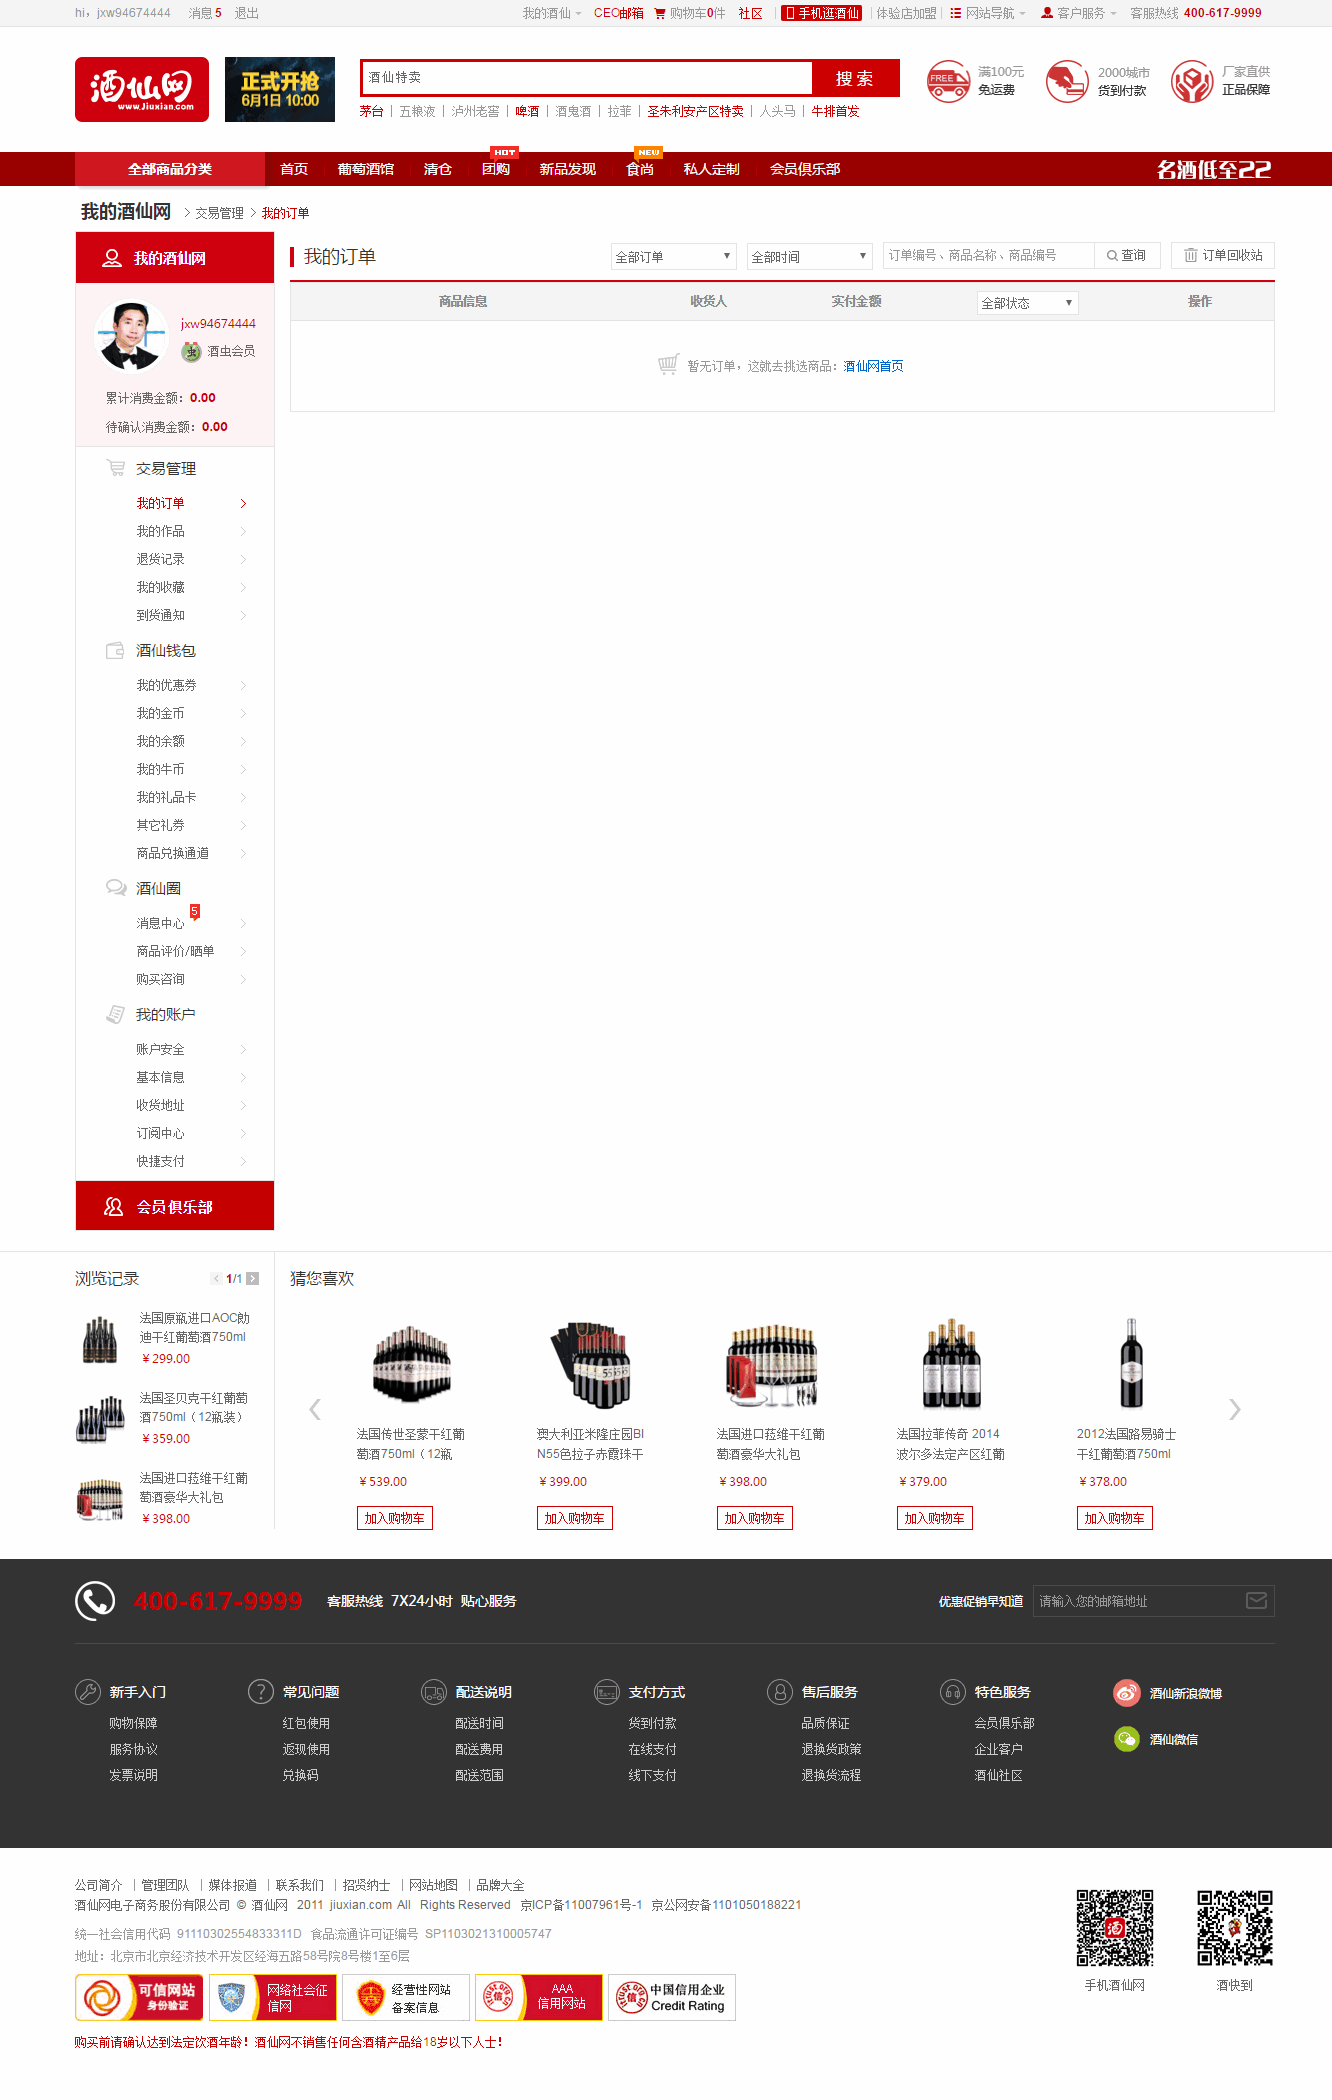 hi，jxw94674444 消息 5 退出 我的酒仙 CEO邮箱 购物车0件 社区 手机逛酒仙 体验店加盟 网站导航 客户服务 客服热线 400-617-9999
酒仙网
www.jiuxian.com
正式开抢
6月1日 10:00
酒仙特卖 搜 索
茅台 | 五粮液 | 泸州老窖 | 啤酒 | 酒鬼酒 | 拉菲 | 圣朱利安产区特卖 | 人头马 | 牛排首发
FREE 满100元
免运费
2000城市
货到付款
厂家直供
正品保障
HOT NEW
全部商品分类 首页 葡萄酒馆 清仓 团购 新品发现 食尚 私人定制 会员俱乐部 名酒低至22
我的酒仙网 > 交易管理 > 我的订单
我的酒仙网
jxw94674444
虫 酒虫会员
累计消费金额：0.00
待确认消费金额：0.00
交易管理
我的订单
我的作品
退货记录
我的收藏
到货通知
酒仙钱包
我的优惠券
我的金币
我的余额
我的牛币
我的礼品卡
其它礼券
商品兑换通道
酒仙圈
消息中心 5
商品评价/晒单
购买咨询
我的账户
账户安全
基本信息
收货地址
订阅中心
快捷支付
会员俱乐部
我的订单 全部订单 全部时间 订单编号、商品名称、商品编号 查询 订单回收站
商品信息 收货人 实付金额 全部状态 操作
暂无订单，这就去挑选商品：酒仙网首页
浏览记录 < 1/1 >
法国原瓶进口AOC勋
迪干红葡萄酒750ml
￥299.00
法国圣贝克干红葡萄
酒750ml（12瓶装）
￥359.00
法国进口菈维干红葡
萄酒豪华大礼包
￥398.00
猜您喜欢
法国传世圣蒙干红葡
萄酒750ml（12瓶
￥539.00
加入购物车
澳大利亚米隆庄园BI
N55色拉子赤霞珠干
￥399.00
加入购物车
法国进口菈维干红葡
萄酒豪华大礼包
￥398.00
加入购物车
法国拉菲传奇 2014
波尔多法定产区红葡
￥379.00
加入购物车
2012法国路易骑士
干红葡萄酒750ml
￥378.00
加入购物车
400-617-9999 客服热线 7X24小时 贴心服务 优惠促销早知道 请输入您的邮箱地址
新手入门
购物保障
服务协议
发票说明
常见问题
红包使用
返现使用
兑换码
配送说明
配送时间
配送费用
配送范围
支付方式
货到付款
在线支付
线下支付
售后服务
品质保证
退换货政策
退换货流程
特色服务
会员俱乐部
企业客户
酒仙社区
酒仙新浪微博
酒仙微信
公司简介 | 管理团队 | 媒体报道 | 联系我们 | 招贤纳士 | 网站地图 | 品牌大全
酒仙网电子商务股份有限公司 © 酒仙网 2011 jiuxian.com All Rights Reserved 京ICP备11007961号-1 京公网安备1101050188221
统一社会信用代码 91110302554833311D 食品流通许可证编号 SP1103021310005747
地址：北京市北京经济技术开发区经海五路58号院8号楼1至6层
可信网站
身份验证
网络社会征
信网
经营性网站
备案信息
AAA
信用网站
中国信用企业
Credit Rating
购买前请确认达到法定饮酒年龄！酒仙网不销售任何含酒精产品给18岁以下人士！
酒
手机酒仙网
酒快到